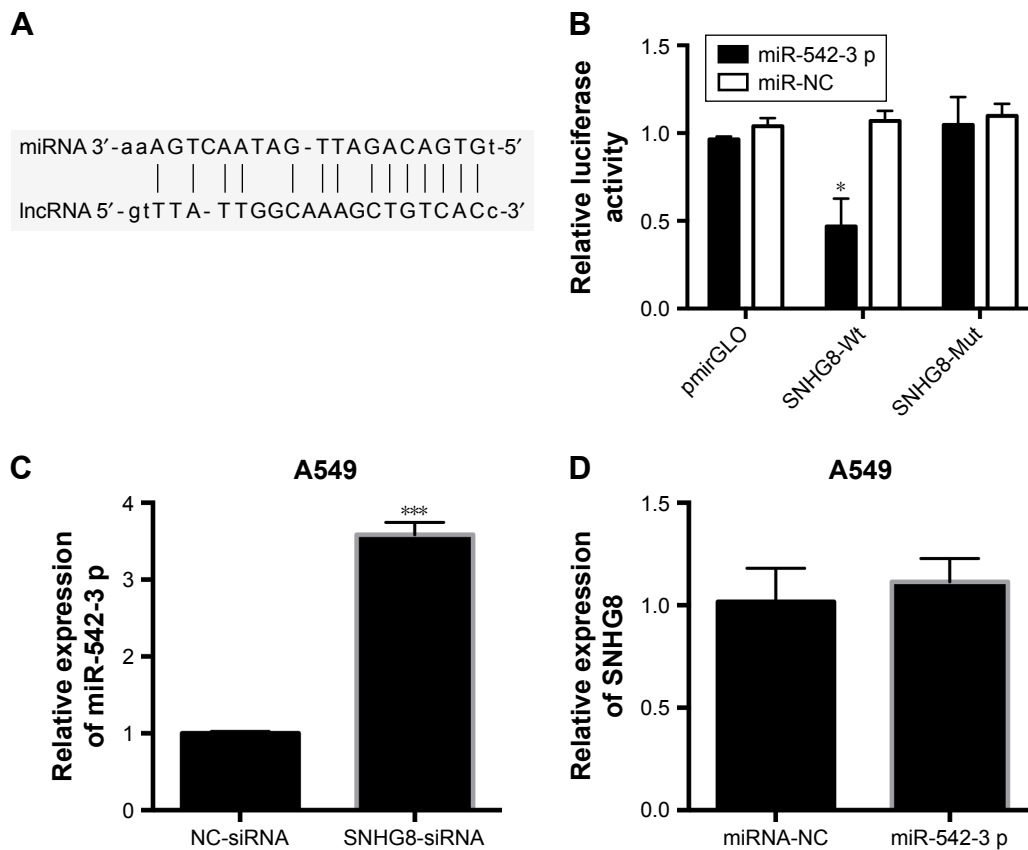 A
miRNA 3′-aaAGTCAATAG-TTAGACAGTGt-5′
lncRNA 5′-gtTTA-TTGGCAAAGCTGTCACc-3′
B
miR-542-3 p
miR-NC
Relative luciferase
activity
1.5
1.0
0.5
0.0
*
pmirGLO
SNHG8-Wt
SNHG8-Mut
C
A549
Relative expression
of miR-542-3 p
4
3
2
1
0
***
NC-siRNA
SNHG8-siRNA
D
A549
Relative expression
of SNHG8
1.5
1.0
0.5
0.0
miRNA-NC
miR-542-3 p